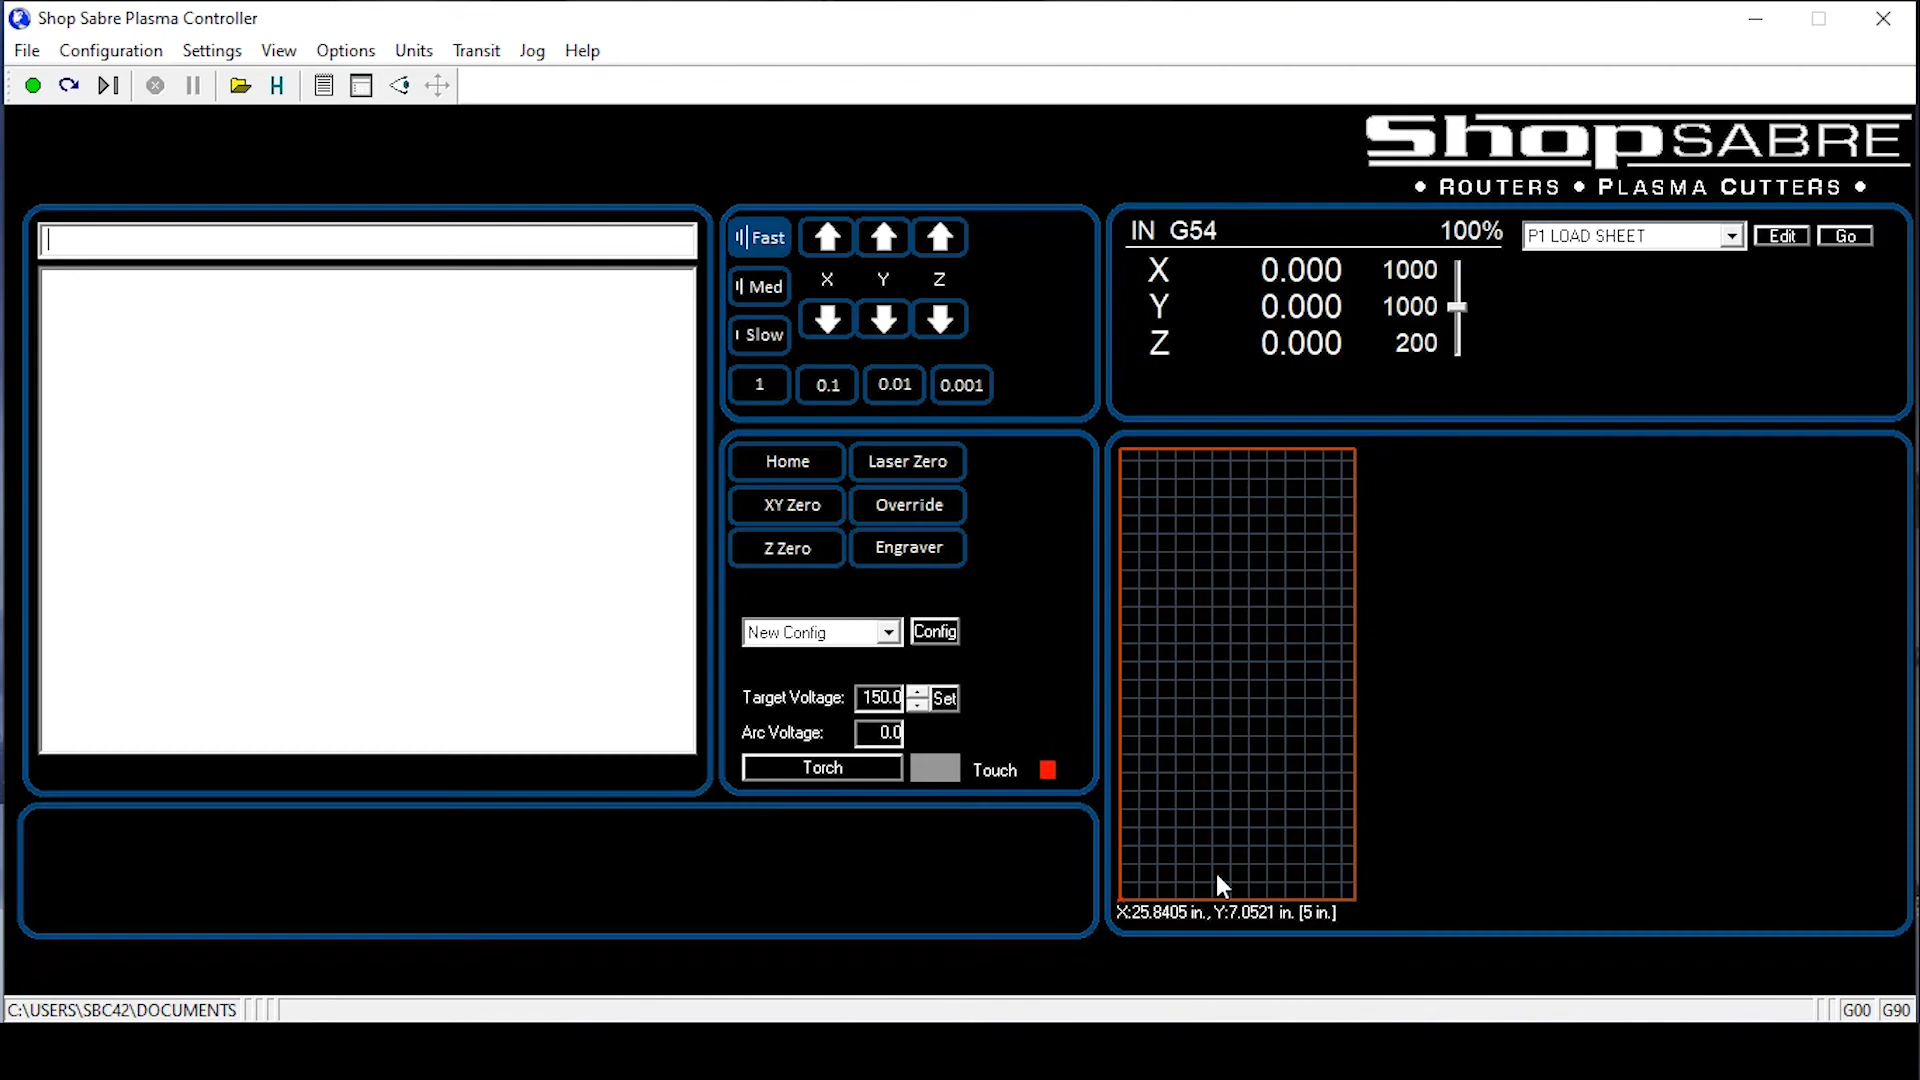 Shop Sabre Plasma Controller
File Configuration Settings View Options Units Transit Jog Help
H
ShopSABRE
• ROUTERS • PLASMA CUTTERS •
Fast
Med
Slow
X Y Z
1 0.1 0.01 0.001
IN G54 100%
X 0.000 1000
Y 0.000 1000
Z 0.000 200
P1 LOAD SHEET Edit Go
Home Laser Zero
XY Zero Override
Z Zero Engraver
New Config Config
Target Voltage: 150.0 Set
Arc Voltage: 0.0
Torch Touch
X:25.8405 in., Y:7.0521 in. [5 in.]
C:\USERS\SBC42\DOCUMENTS G00 G90